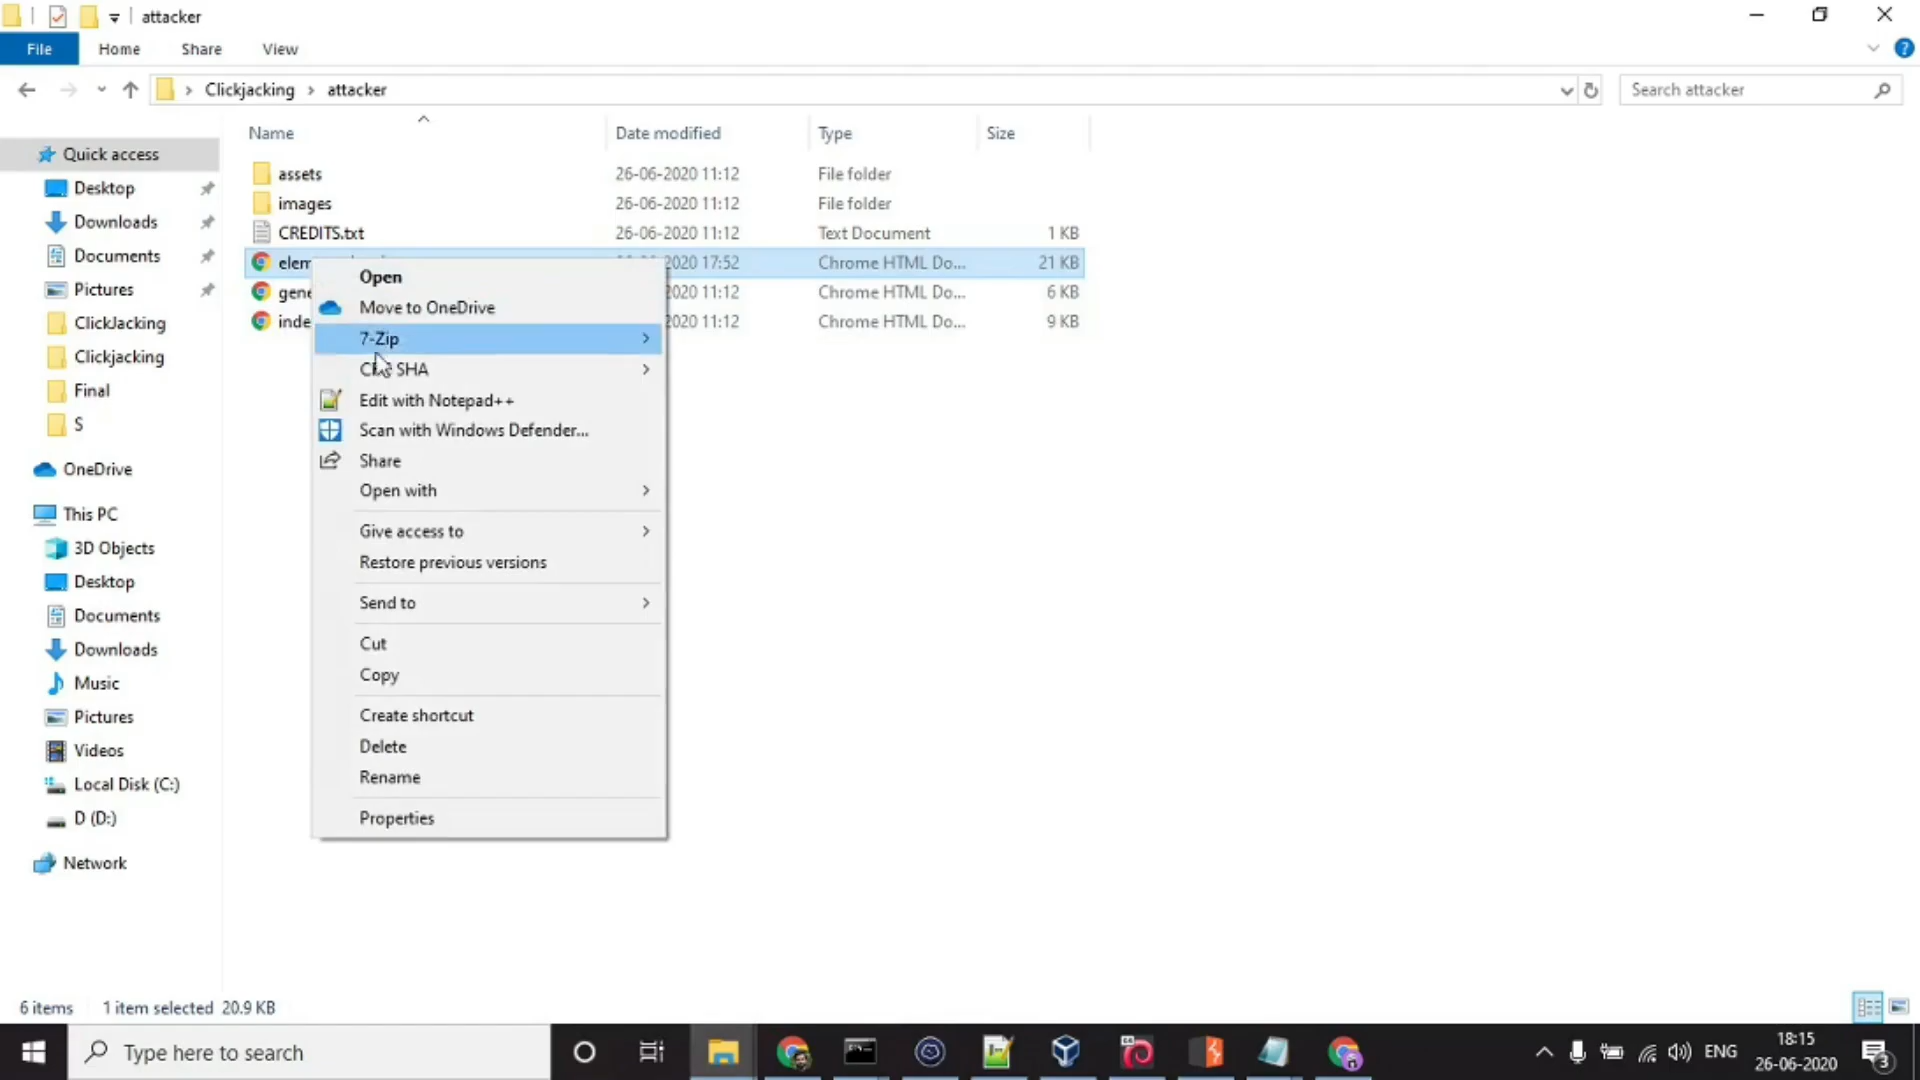 attacker
File Home Share View
Clickjacking > attacker
Search attacker
Name Date modified Type Size
Quick access
Desktop
Downloads
Documents
Pictures
ClickJacking
Clickjacking
Final
S
OneDrive
This PC
3D Objects
Desktop
Documents
Downloads
Music
Pictures
Videos
Local Disk (C:)
D (D:)
Network
assets 26-06-2020 11:12 File folder
images 26-06-2020 11:12 File folder
CREDITS.txt 26-06-2020 11:12 Text Document 1 KB
elem 2020 17:52 Chrome HTML Do... 21 KB
gene 2020 11:12 Chrome HTML Do... 6 KB
inde 2020 11:12 Chrome HTML Do... 9 KB
Open
Move to OneDrive
7-Zip
SHA
Edit with Notepad++
Scan with Windows Defender...
Share
Open with
Give access to
Restore previous versions
Send to
Cut
Copy
Create shortcut
Delete
Rename
Properties
6 items 1 item selected 20.9 KB
Type here to search
ENG
18:15
26-06-2020
3